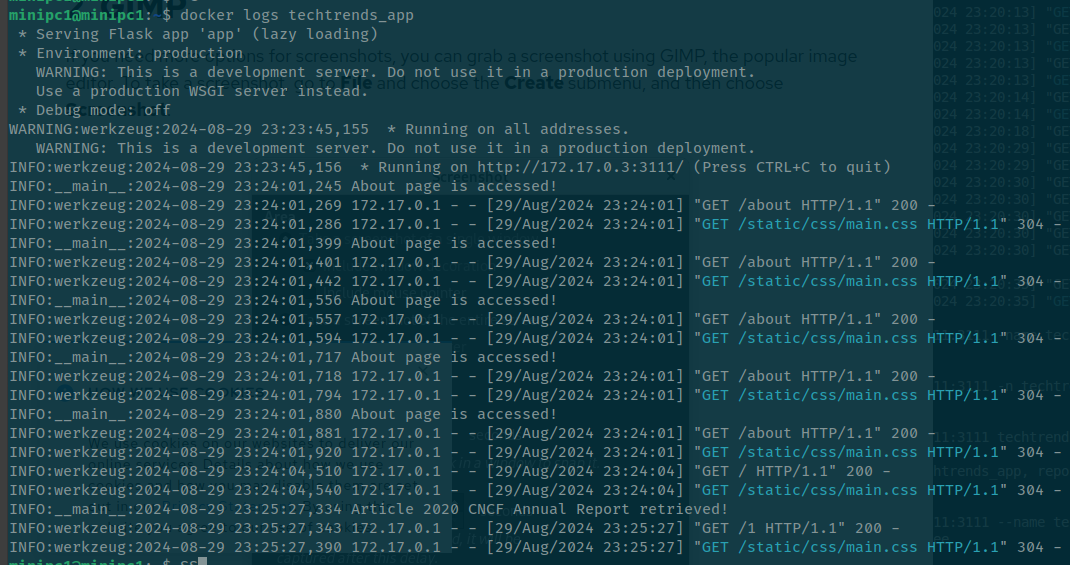 minipc1@minipc1: $ docker logs techtrends_app
 * Serving Flask app 'app' (lazy loading)
 * Environment: production
   WARNING: This is a development server. Do not use it in a production deployment.
   Use a production WSGI server instead.
 * Debug mode: off
WARNING:werkzeug:2024-08-29 23:23:45,155  * Running on all addresses.
   WARNING: This is a development server. Do not use it in a production deployment.
INFO:werkzeug:2024-08-29 23:23:45,156  * Running on http://172.17.0.3:3111/ (Press CTRL+C to quit)
INFO:__main__:2024-08-29 23:24:01,245 About page is accessed!
INFO:werkzeug:2024-08-29 23:24:01,269 172.17.0.1 - - [29/Aug/2024 23:24:01] "GET /about HTTP/1.1" 200 -
INFO:werkzeug:2024-08-29 23:24:01,286 172.17.0.1 - - [29/Aug/2024 23:24:01] "GET /static/css/main.css HTTP/1.1" 304 -
INFO:__main__:2024-08-29 23:24:01,399 About page is accessed!
INFO:werkzeug:2024-08-29 23:24:01,401 172.17.0.1 - - [29/Aug/2024 23:24:01] "GET /about HTTP/1.1" 200 -
INFO:werkzeug:2024-08-29 23:24:01,442 172.17.0.1 - - [29/Aug/2024 23:24:01] "GET /static/css/main.css HTTP/1.1" 304 -
INFO:__main__:2024-08-29 23:24:01,556 About page is accessed!
INFO:werkzeug:2024-08-29 23:24:01,557 172.17.0.1 - - [29/Aug/2024 23:24:01] "GET /about HTTP/1.1" 200 -
INFO:werkzeug:2024-08-29 23:24:01,594 172.17.0.1 - - [29/Aug/2024 23:24:01] "GET /static/css/main.css HTTP/1.1" 304 -
INFO:__main__:2024-08-29 23:24:01,717 About page is accessed!
INFO:werkzeug:2024-08-29 23:24:01,718 172.17.0.1 - - [29/Aug/2024 23:24:01] "GET /about HTTP/1.1" 200 -
INFO:werkzeug:2024-08-29 23:24:01,794 172.17.0.1 - - [29/Aug/2024 23:24:01] "GET /static/css/main.css HTTP/1.1" 304 -
INFO:__main__:2024-08-29 23:24:01,880 About page is accessed!
INFO:werkzeug:2024-08-29 23:24:01,881 172.17.0.1 - - [29/Aug/2024 23:24:01] "GET /about HTTP/1.1" 200 -
INFO:werkzeug:2024-08-29 23:24:01,920 172.17.0.1 - - [29/Aug/2024 23:24:01] "GET /static/css/main.css HTTP/1.1" 304 -
INFO:werkzeug:2024-08-29 23:24:04,510 172.17.0.1 - - [29/Aug/2024 23:24:04] "GET / HTTP/1.1" 200 -
INFO:werkzeug:2024-08-29 23:24:04,540 172.17.0.1 - - [29/Aug/2024 23:24:04] "GET /static/css/main.css HTTP/1.1" 304 -
INFO:__main__:2024-08-29 23:25:27,334 Article 2020 CNCF Annual Report retrieved!
INFO:werkzeug:2024-08-29 23:25:27,343 172.17.0.1 - - [29/Aug/2024 23:25:27] "GET /1 HTTP/1.1" 200 -
INFO:werkzeug:2024-08-29 23:25:27,390 172.17.0.1 - - [29/Aug/2024 23:25:27] "GET /static/css/main.css HTTP/1.1" 304 -